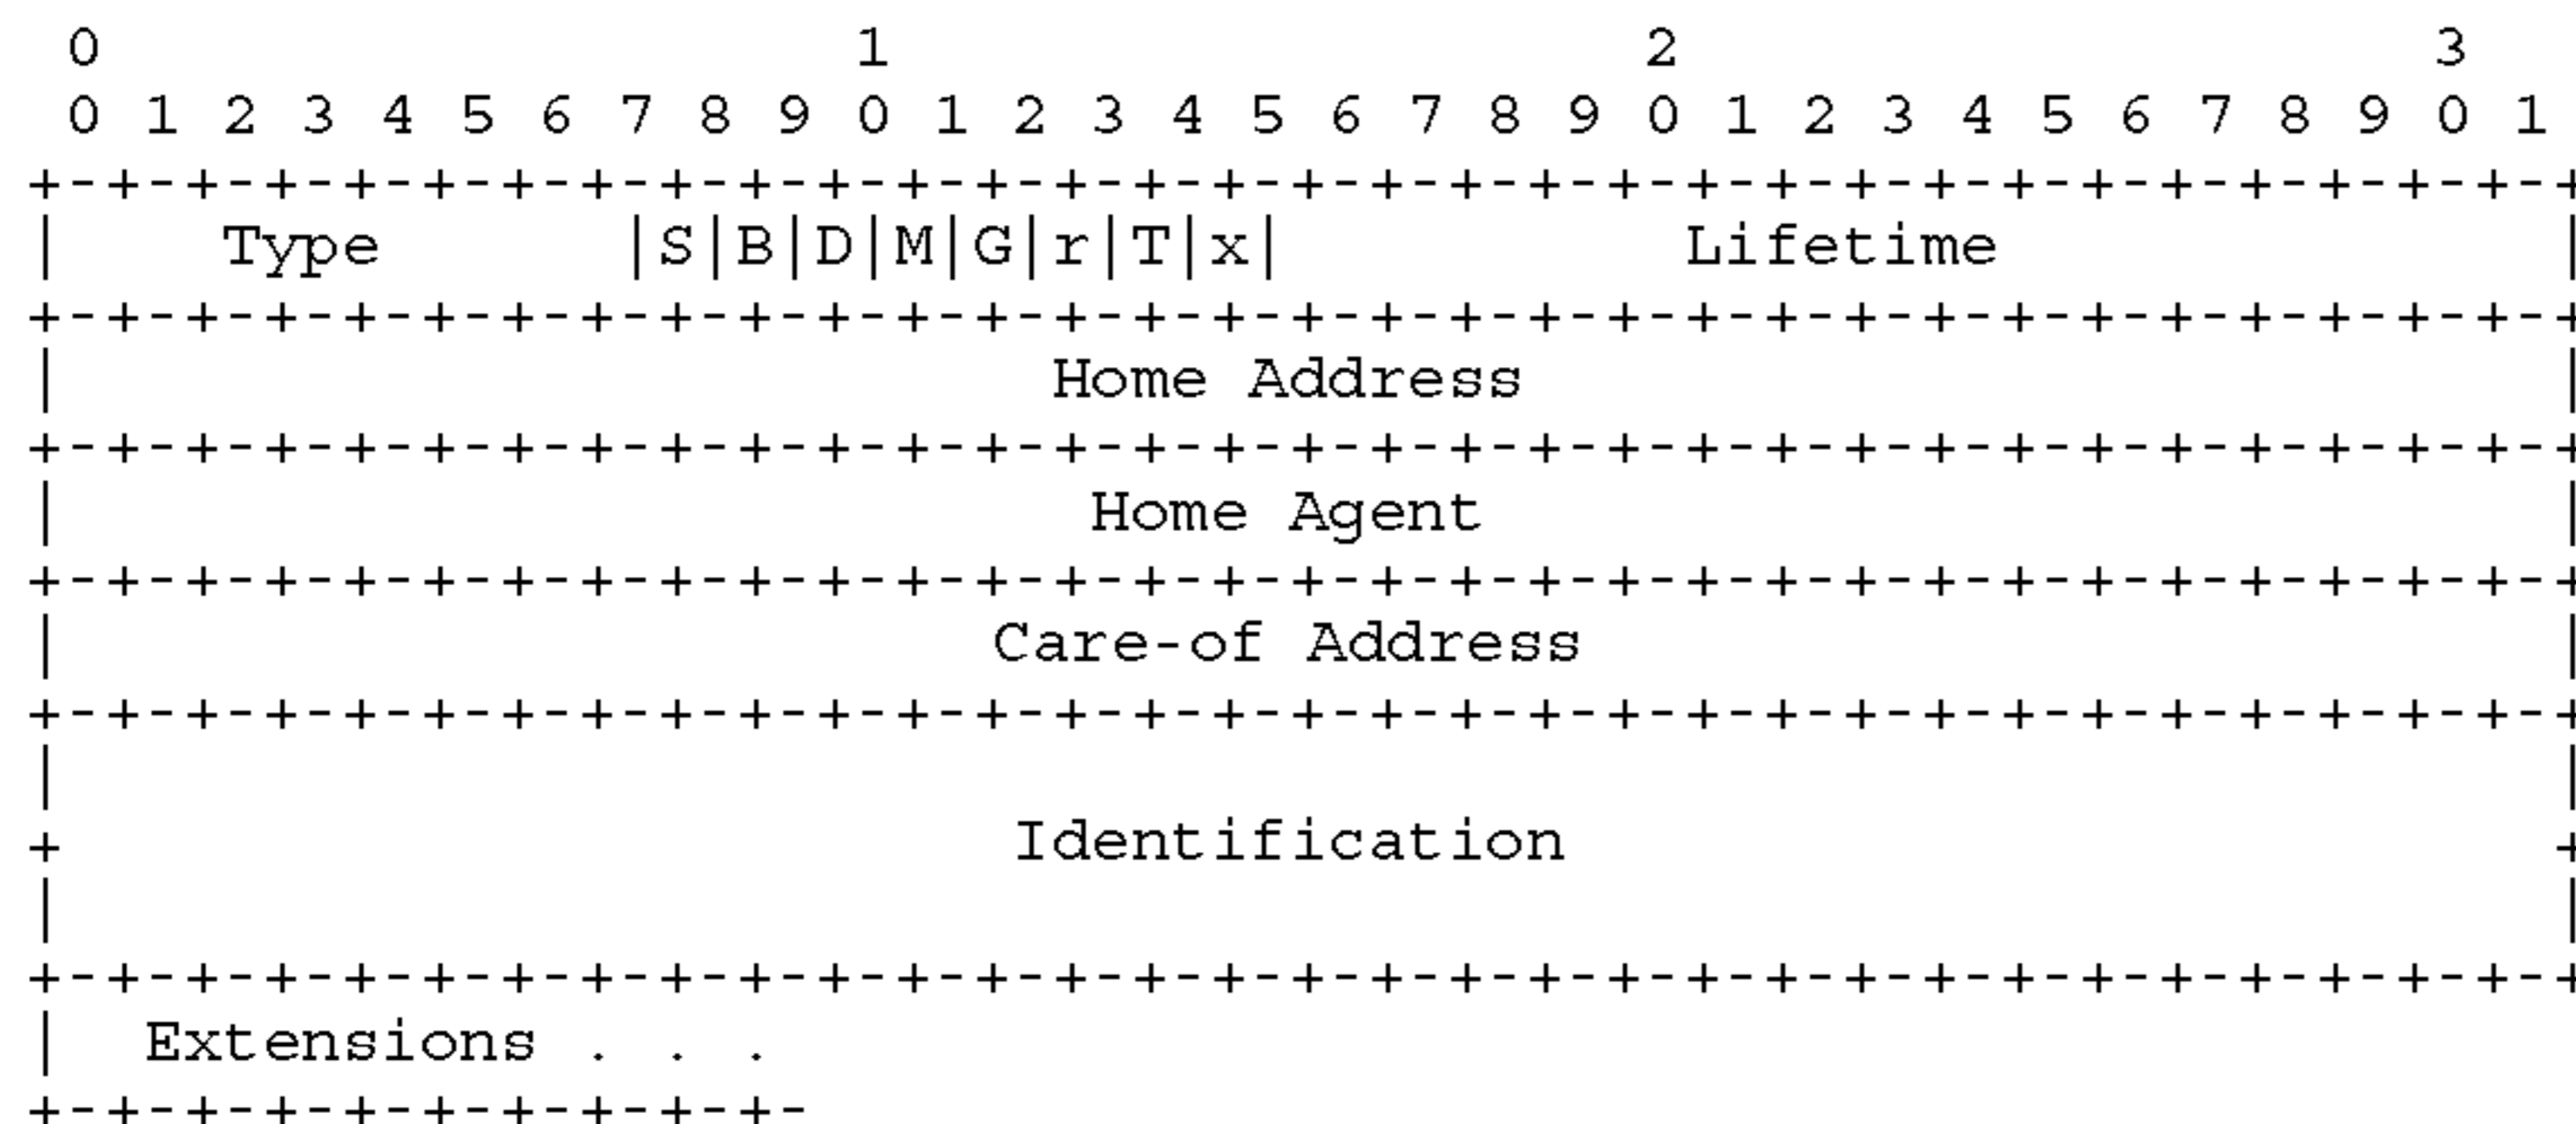 0                   1                   2                   3
 0 1 2 3 4 5 6 7 8 9 0 1 2 3 4 5 6 7 8 9 0 1 2 3 4 5 6 7 8 9 0 1
+-+-+-+-+-+-+-+-+-+-+-+-+-+-+-+-+-+-+-+-+-+-+-+-+-+-+-+-+-+-+-+-+
|    Type      |S|B|D|M|G|r|T|x|          Lifetime              |
+-+-+-+-+-+-+-+-+-+-+-+-+-+-+-+-+-+-+-+-+-+-+-+-+-+-+-+-+-+-+-+-+
|                         Home Address                          |
+-+-+-+-+-+-+-+-+-+-+-+-+-+-+-+-+-+-+-+-+-+-+-+-+-+-+-+-+-+-+-+-+
|                          Home Agent                           |
+-+-+-+-+-+-+-+-+-+-+-+-+-+-+-+-+-+-+-+-+-+-+-+-+-+-+-+-+-+-+-+-+
|                        Care-of Address                        |
+-+-+-+-+-+-+-+-+-+-+-+-+-+-+-+-+-+-+-+-+-+-+-+-+-+-+-+-+-+-+-+-+
|                                                               |
+                        Identification                         +
|                                                               |
+-+-+-+-+-+-+-+-+-+-+-+-+-+-+-+-+-+-+-+-+-+-+-+-+-+-+-+-+-+-+-+-+
|  Extensions . . .
+-+-+-+-+-+-+-+-+-+-